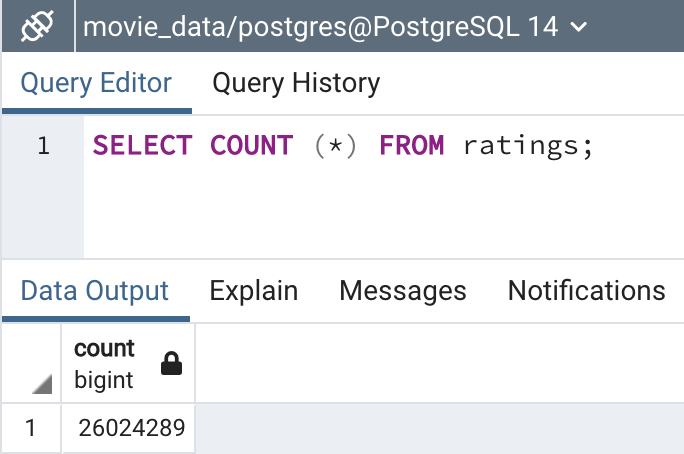 movie_data/postgres@PostgreSQL 14
Query Editor Query History
1 SELECT COUNT (*) FROM ratings;
Data Output Explain Messages Notifications
count
bigint
1 26024289